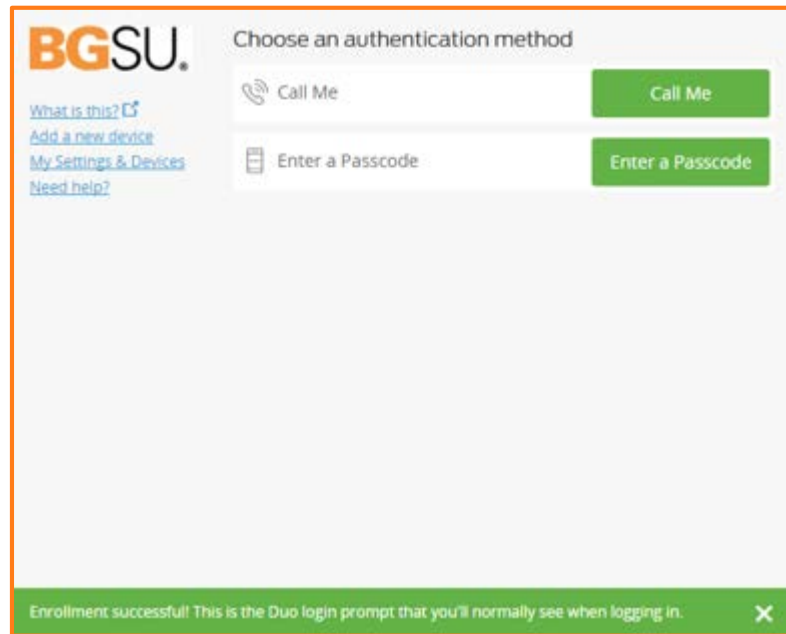 BGSU®
What is this?
Add a new device
My Settings & Devices
Need help?
Choose an authentication method
Call Me Call Me
Enter a Passcode Enter a Passcode
Enrollment successful! This is the Duo login prompt that you'll normally see when logging in.